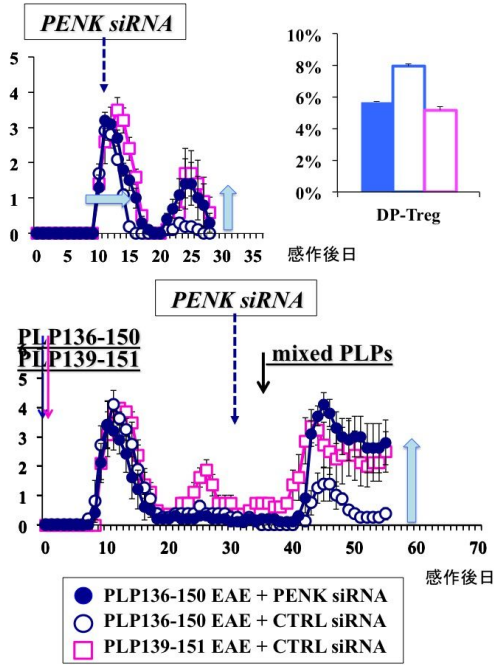 PENK siRNA
5
4
3
2
1
0
0 5 10 15 20 25 30 35
感作後日
10%
8%
6%
4%
2%
0%
DP-Treg
PENK siRNA
PLP136-150
PLP139-151
mixed PLPs
5
4
3
2
1
0
0 10 20 30 40 50 60 70
感作後日
PLP136-150 EAE + PENK siRNA
PLP136-150 EAE + CTRL siRNA
PLP139-151 EAE + CTRL siRNA